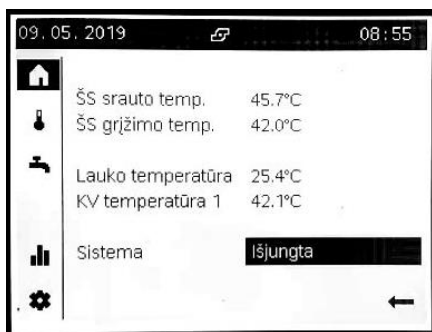 09.05.2019 08:55
ŠS srauto temp. 45.7°C
ŠS grįžimo temp. 42.0°C
Lauko temperatūra 25.4°C
KV temperatūra 1 42.1°C
Sistema Išjungta